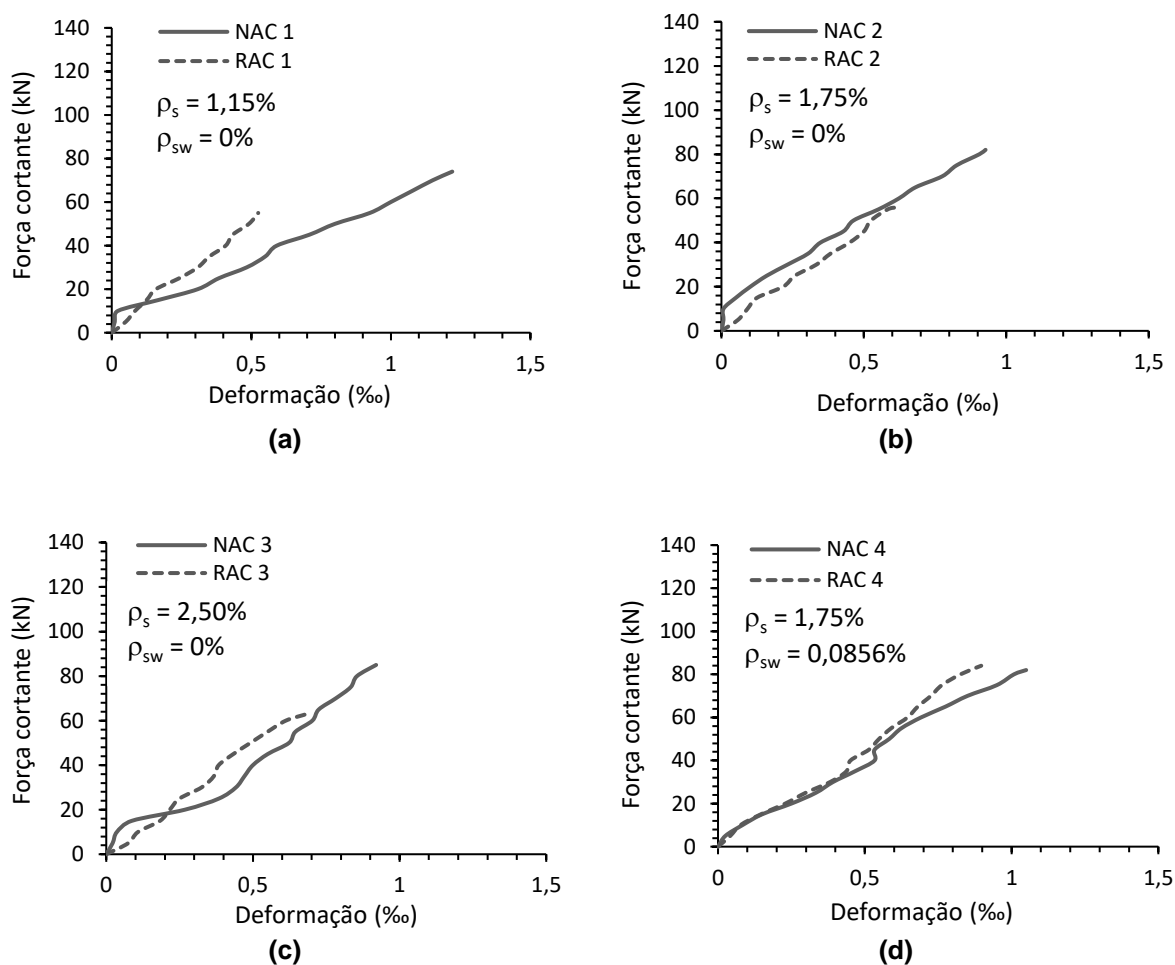 NAC 1
RAC 1
ρs = 1,15%
ρsw = 0%
Força cortante (kN)
140
120
100
80
60
40
20
0
0 0,5 1 1,5
Deformação (‰)
(a)
NAC 2
RAC 2
ρs = 1,75%
ρsw = 0%
Força cortante (kN)
140
120
100
80
60
40
20
0
0 0,5 1 1,5
Deformação (‰)
(b)
NAC 3
RAC 3
ρs = 2,50%
ρsw = 0%
Força cortante (kN)
140
120
100
80
60
40
20
0
0 0,5 1 1,5
Deformação (‰)
(c)
NAC 4
RAC 4
ρs = 1,75%
ρsw = 0,0856%
Força cortante (kN)
140
120
100
80
60
40
20
0
0 0,5 1 1,5
Deformação (‰)
(d)